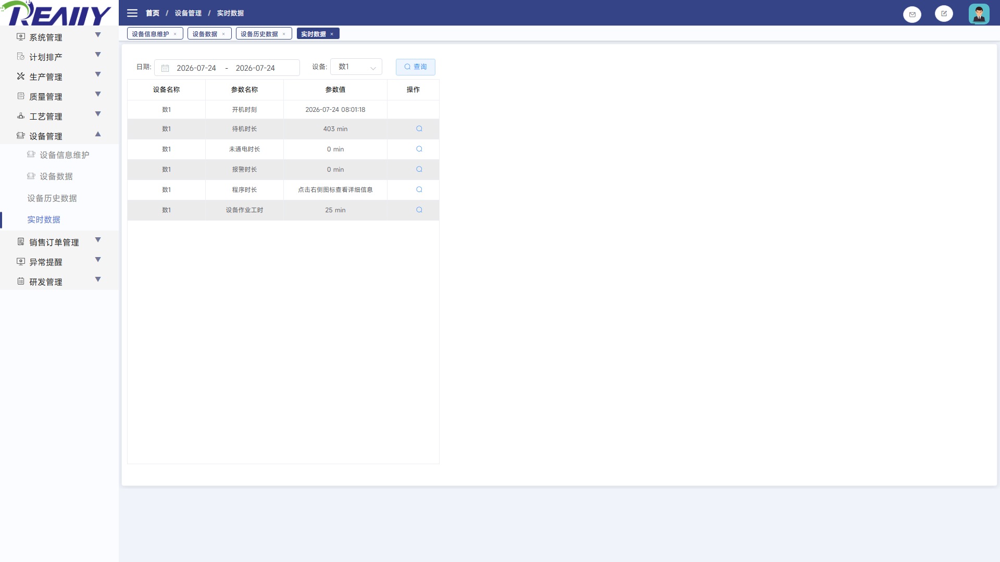 REAllY
首页 / 设备管理 / 实时数据
设备信息维护 ×
设备数据 ×
设备历史数据 ×
实时数据 ×
系统管理
计划排产
生产管理
质量管理
工艺管理
设备管理
设备信息维护
设备数据
设备历史数据
实时数据
销售订单管理
异常提醒
研发管理
日期: 2026-07-24 - 2026-07-24 设备: 数1 查询
设备名称 参数名称 参数值 操作
数1 开机时刻 2026-07-24 08:01:18
数1 待机时长 403 min
数1 未通电时长 0 min
数1 报警时长 0 min
数1 程序时长 点击右侧图标查看详细信息
数1 设备作业工时 25 min